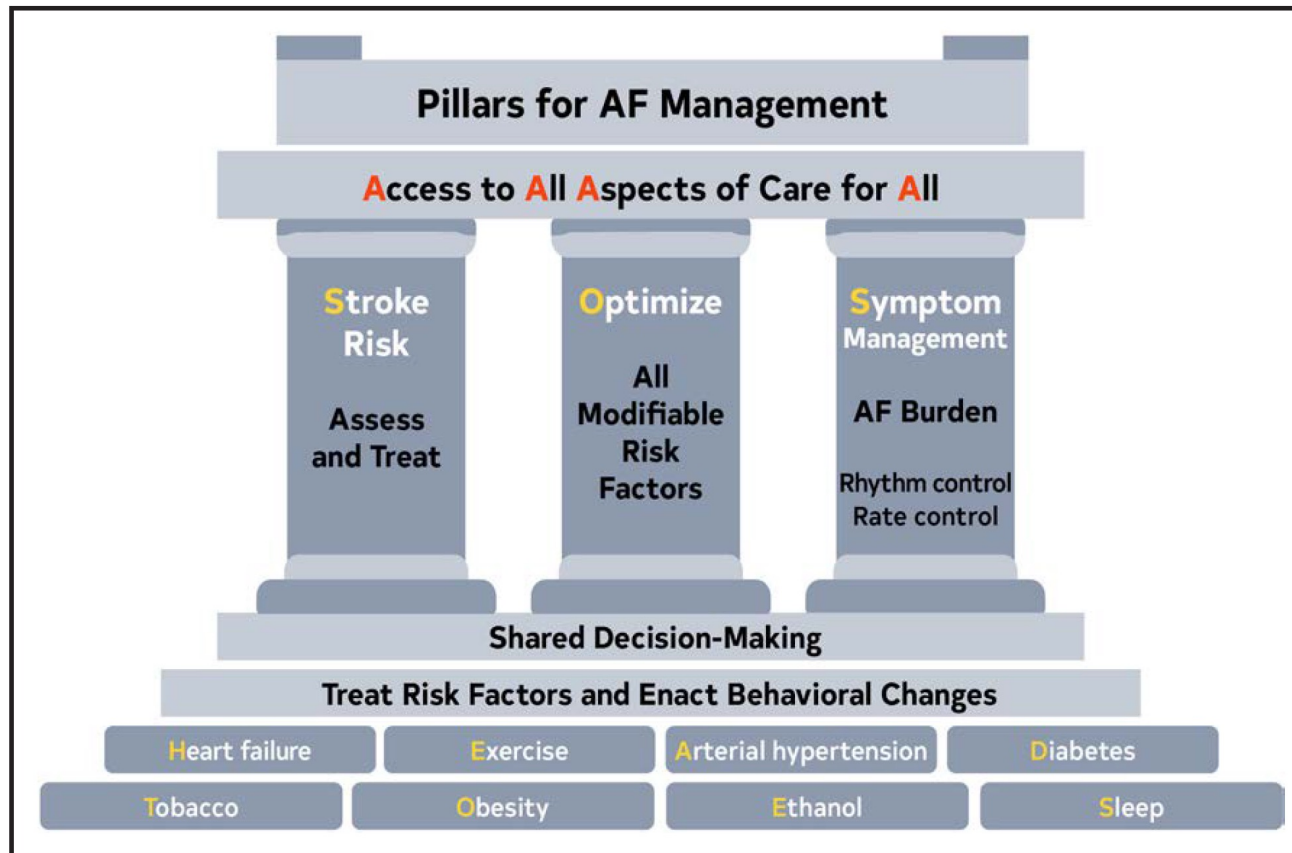 Pillars for AF Management
Access to All Aspects of Care for All
Stroke
Risk
Assess
and Treat
Optimize
All
Modifiable
Risk
Factors
Symptom
Management
AF Burden
Rhythm control
Rate control
Shared Decision-Making
Treat Risk Factors and Enact Behavioral Changes
Heart failure
Exercise
Arterial hypertension
Diabetes
Tobacco
Obesity
Ethanol
Sleep